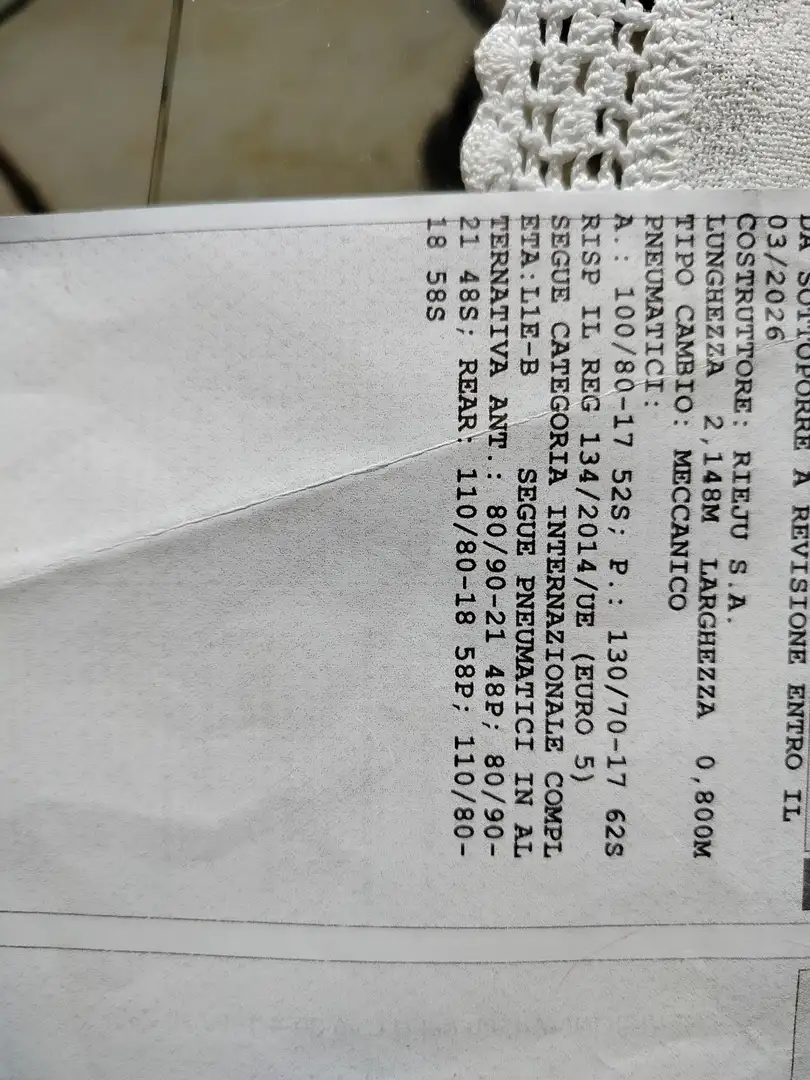 DA SOTTOPORRE A REVISIONE ENTRO IL
03/2026
COSTRUTTORE: RIEJU S.A.
LUNGHEZZA 2,148M LARGHEZZA 0,800M
TIPO CAMBIO: MECCANICO
PNEUMATICI:
A.: 100/80-17 52S; P.: 130/70-17 62S
RISP IL REG 134/2014/UE (EURO 5)
SEGUE CATEGORIA INTERNAZIONALE COMPL
ETA:L1E-B SEGUE PNEUMATICI IN AL
TERNATIVA ANT.: 80/90-21 48P; 80/90-
21 48S; REAR: 110/80-18 58P; 110/80-
18 58S